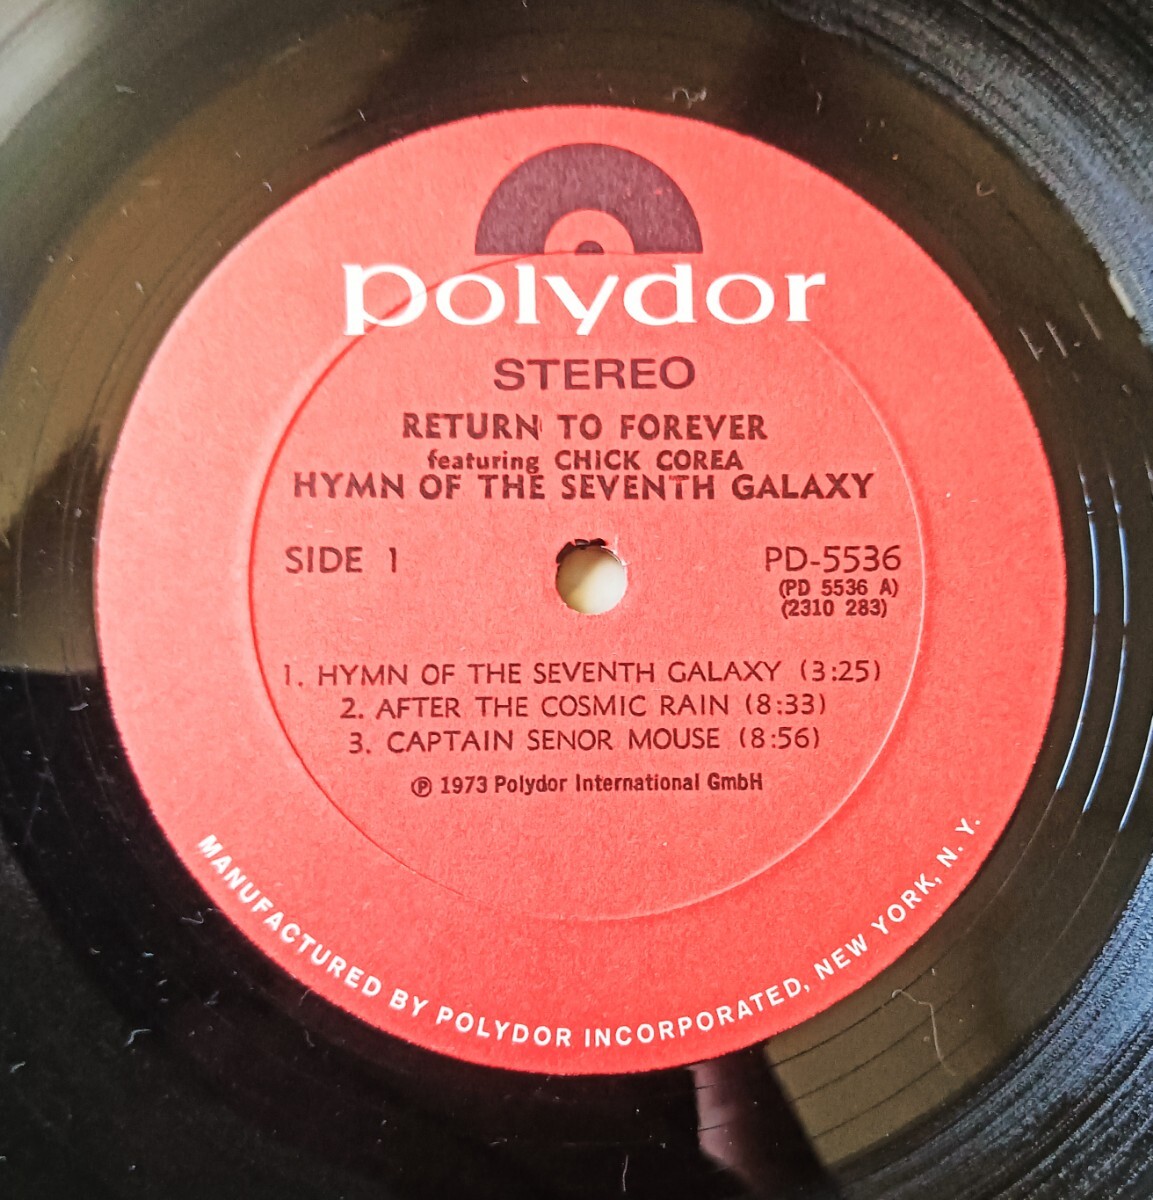 polydor
STEREO
RETURN TO FOREVER
featuring CHICK COREA
HYMN OF THE SEVENTH GALAXY
SIDE 1
PD-5536
(PD 5536 A)
(2310 283)
1. HYMN OF THE SEVENTH GALAXY (3:25)
2. AFTER THE COSMIC RAIN (8:33)
3. CAPTAIN SENOR MOUSE (8:56)
℗ 1973 Polydor International GmbH
MANUFACTURED BY POLYDOR INCORPORATED, NEW YORK, N. Y.